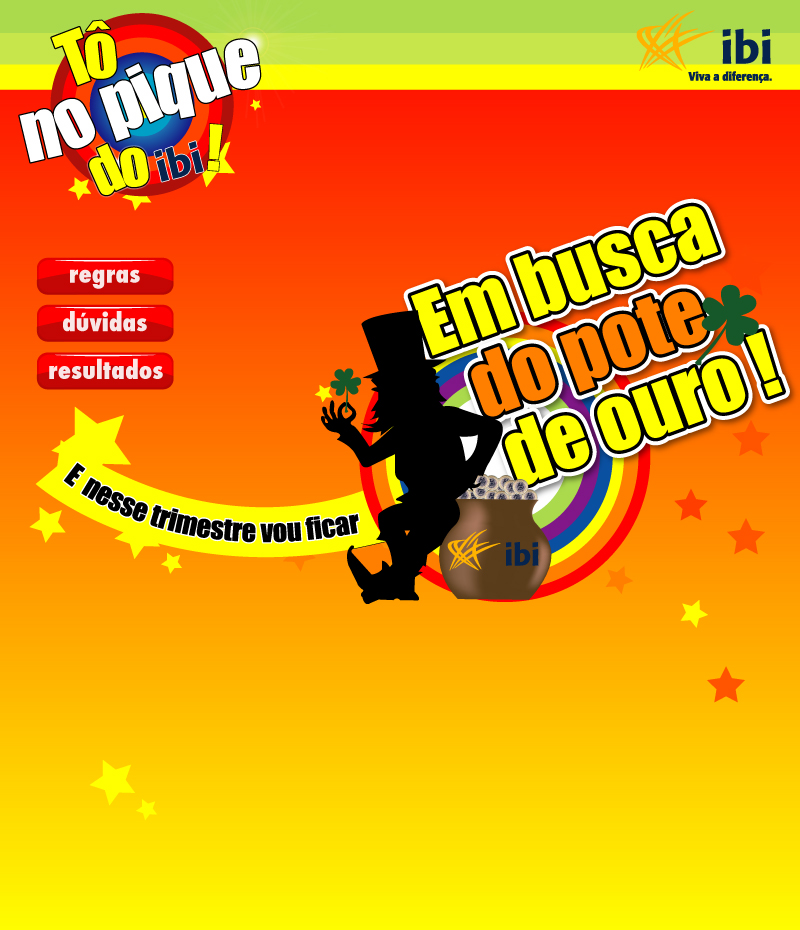 Tô
no pique
do ibi!
ibi
Viva a diferença.
regras
dúvidas
resultados
Em busca
do pote
de ouro!
E nesse trimestre vou ficar
ibi